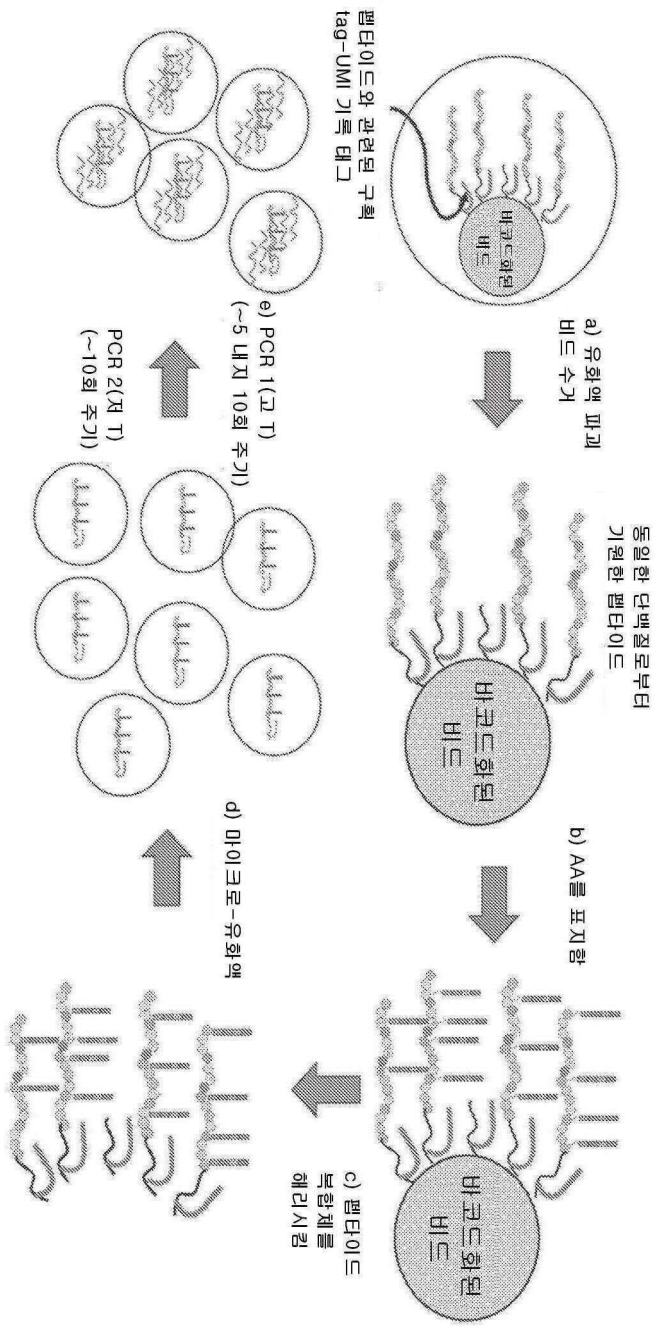 펩타이드와 관련된 구획
tag-UMI 기록 태그
바코드화된
비드
a) 유화액 파괴
비드 수거
동일한 단백질로부터
기원한 펩타이드
바코드화된
비드
b) AA를 표지함
바코드화된
비드
c) 펩타이드
복합체를
해리시킴
d) 마이크로-유화액
e) PCR 1(고 T)
(~5 내지 10회 주기)
PCR 2(저 T)
(~10회 주기)